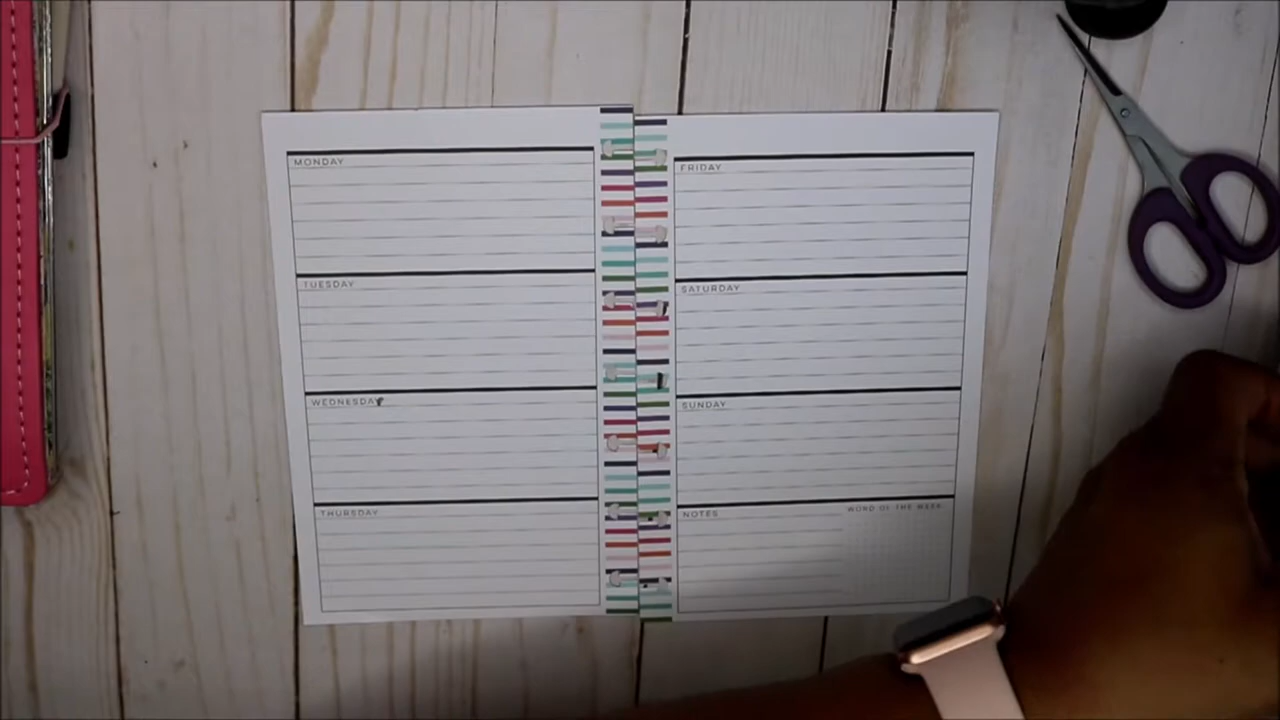 MONDAY
TUESDAY
WEDNESDAY
THURSDAY
FRIDAY
SATURDAY
SUNDAY
NOTES
WORD OF THE WEEK